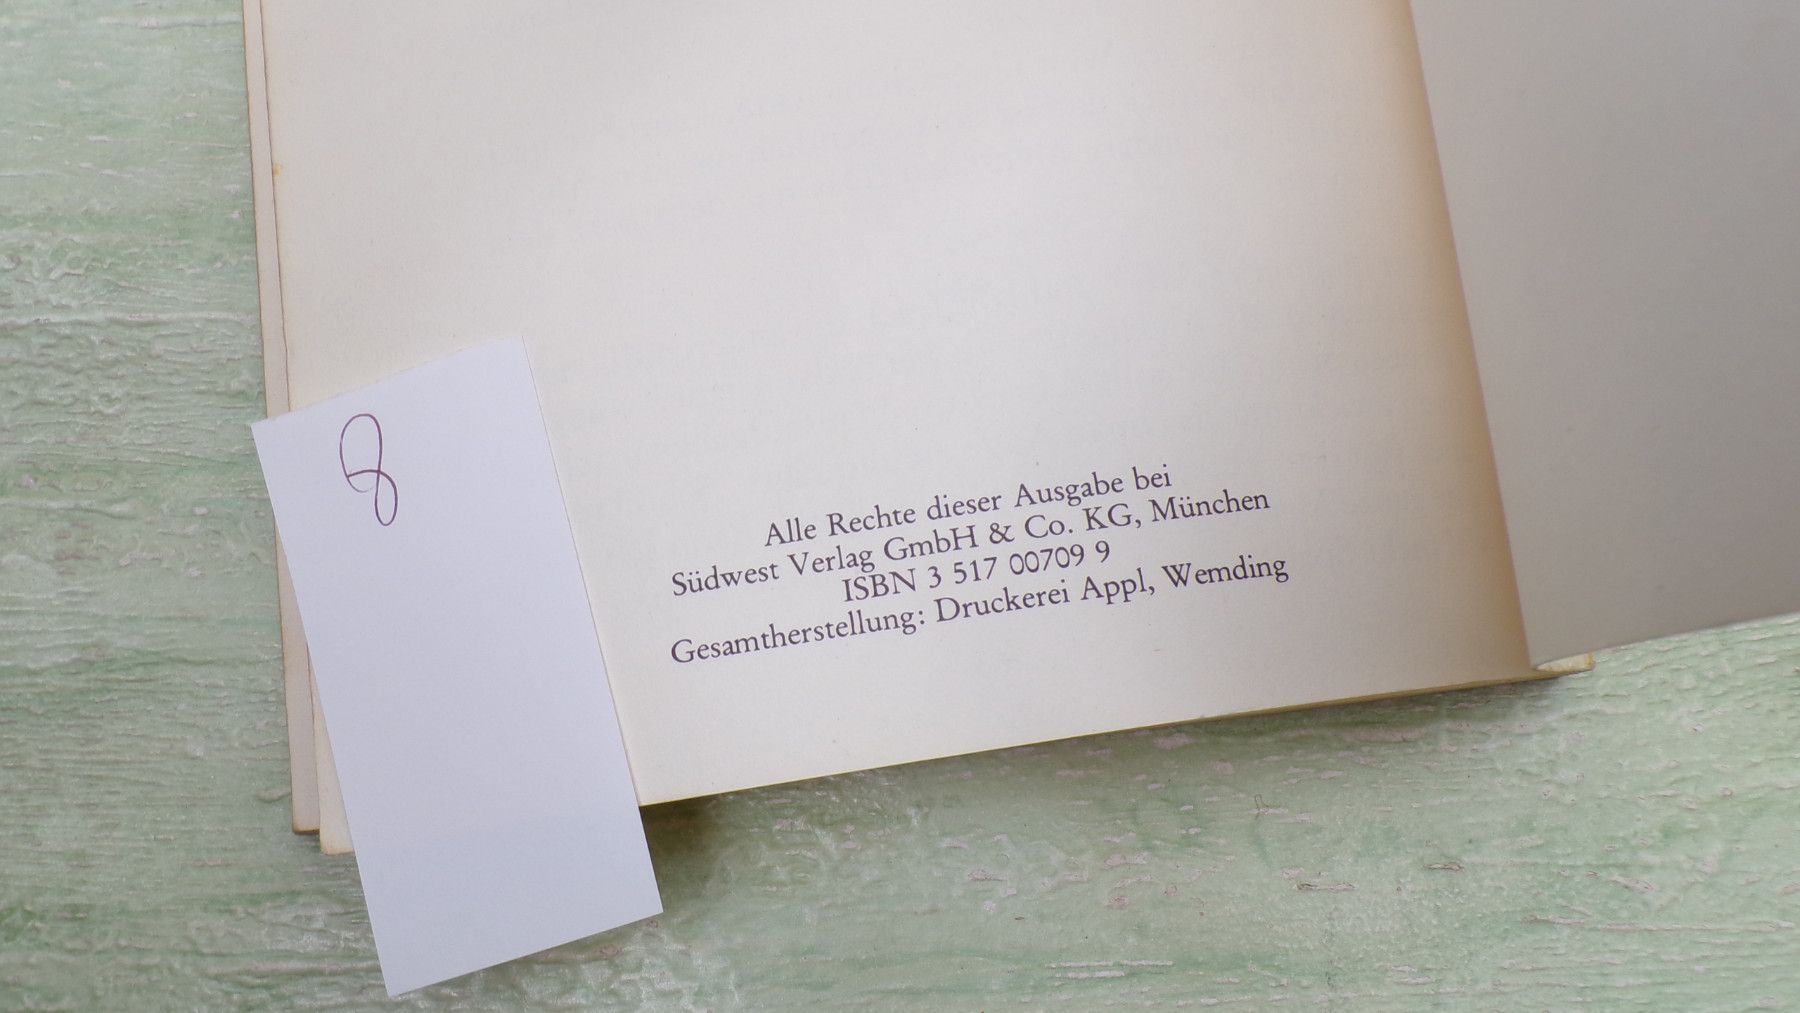 8
Alle Rechte dieser Ausgabe bei
Südwest Verlag GmbH & Co. KG, München
ISBN 3 517 00709 9
Gesamtherstellung: Druckerei Appl, Wemding